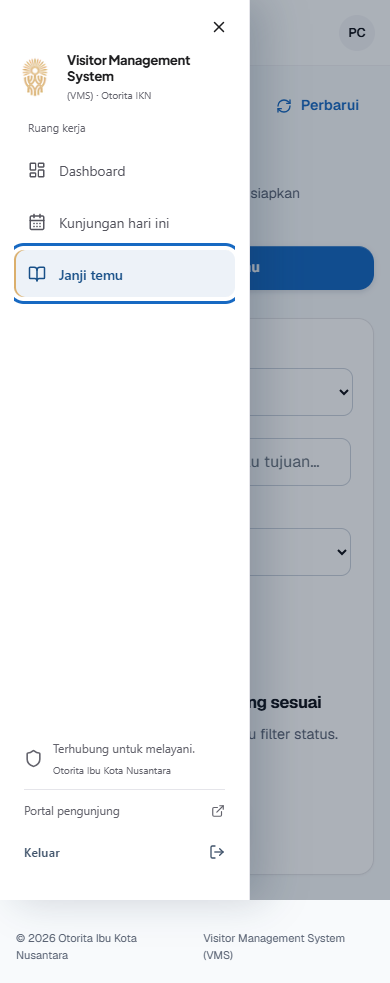 PC
Visitor Management
System
(VMS) · Otorita IKN
Perbarui
Ruang kerja
Dashboard
siapkan
Kunjungan hari ini
Janji temu
u tujuan...
ng sesuai
u filter status.
Terhubung untuk melayani.
Otorita Ibu Kota Nusantara
Portal pengunjung
Keluar
© 2026 Otorita Ibu Kota
Nusantara
Visitor Management System
(VMS)